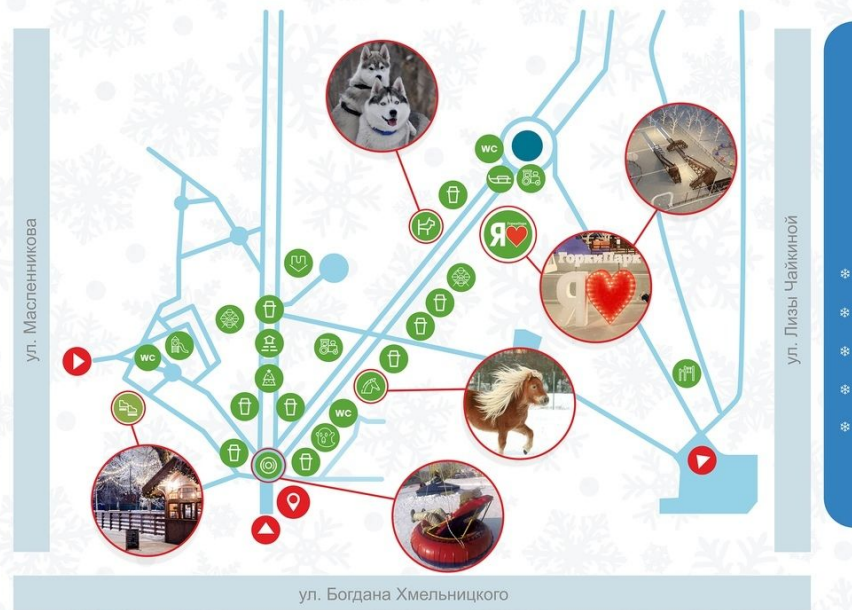 WC
Я
ГоркиПарк
Я
ул. Масленникова
ул. Лизы Чайкиной
WC
WC
ул. Богдана Хмельницкого